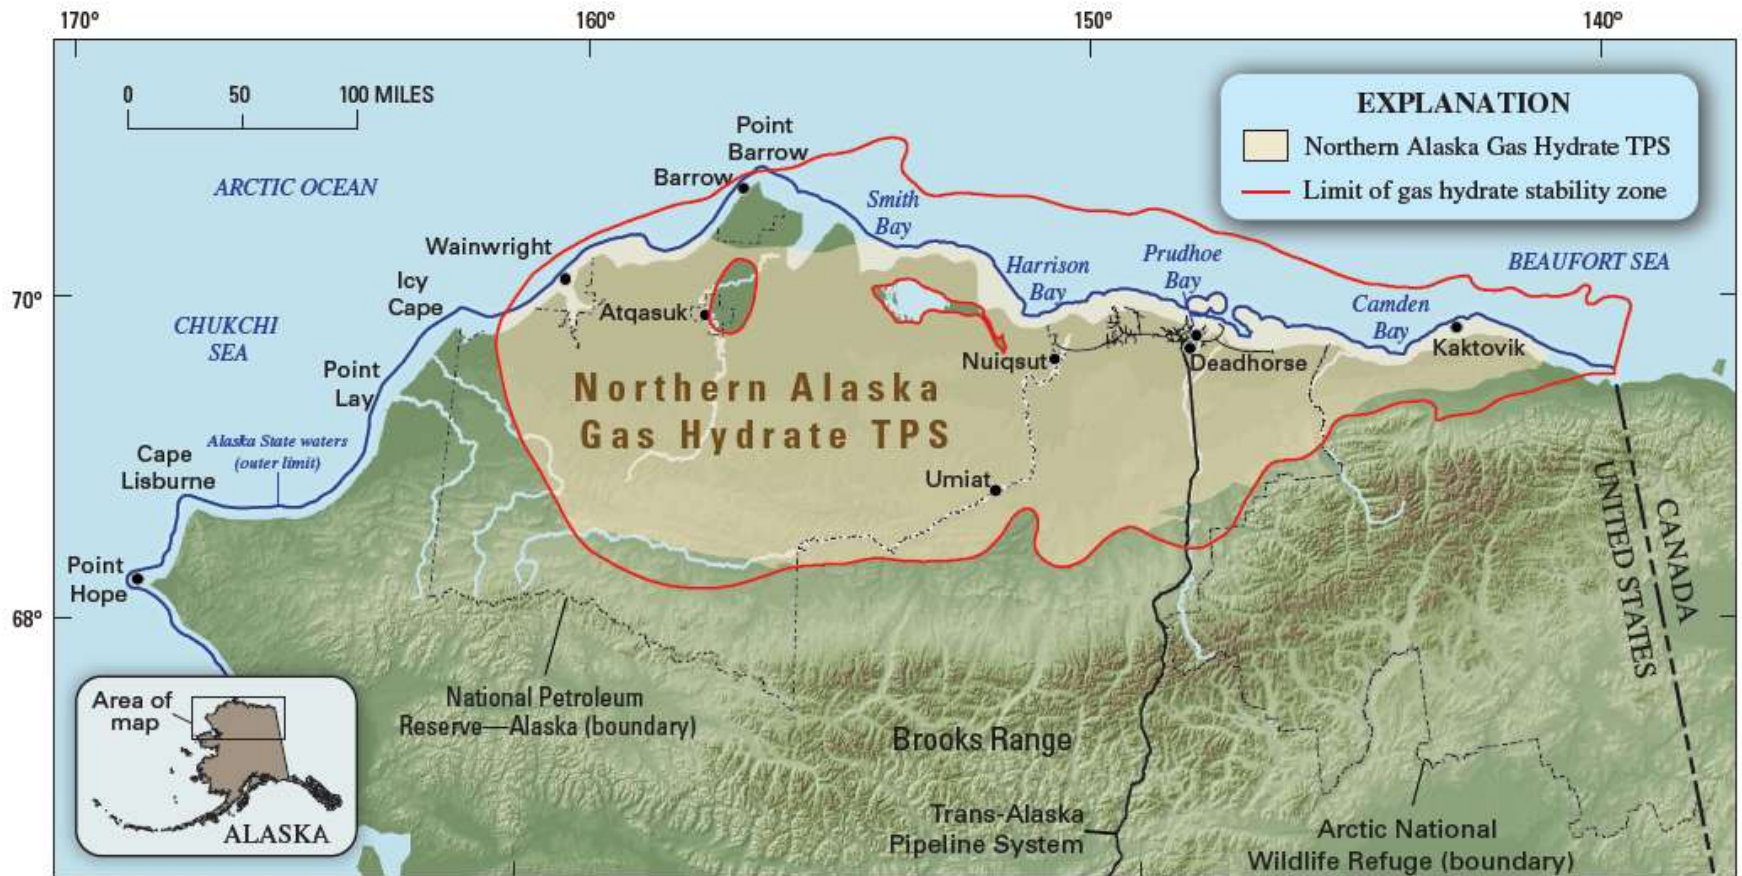 170°
160°
150°
140°
0
50
100 MILES
EXPLANATION
Northern Alaska Gas Hydrate TPS
Limit of gas hydrate stability zone
Point
Barrow
Barrow
ARCTIC OCEAN
Smith
Bay
Wainwright
Harrison
Bay
Prudhoe
Bay
BEAUFORT SEA
Icy
Cape
70°
Camden
Bay
Atqasuk
CHUKCHI
SEA
Kaktovik
Nuiqsut
Deadhorse
Point
Lay
Northern Alaska
Gas Hydrate TPS
Alaska State waters
(outer limit)
Cape
Lisburne
Umiat
CANADA
UNITED STATES
Point
Hope
68°
National Petroleum
Reserve—Alaska (boundary)
Area of
map
ALASKA
Brooks Range
Trans-Alaska
Pipeline System
Arctic National
Wildlife Refuge (boundary)